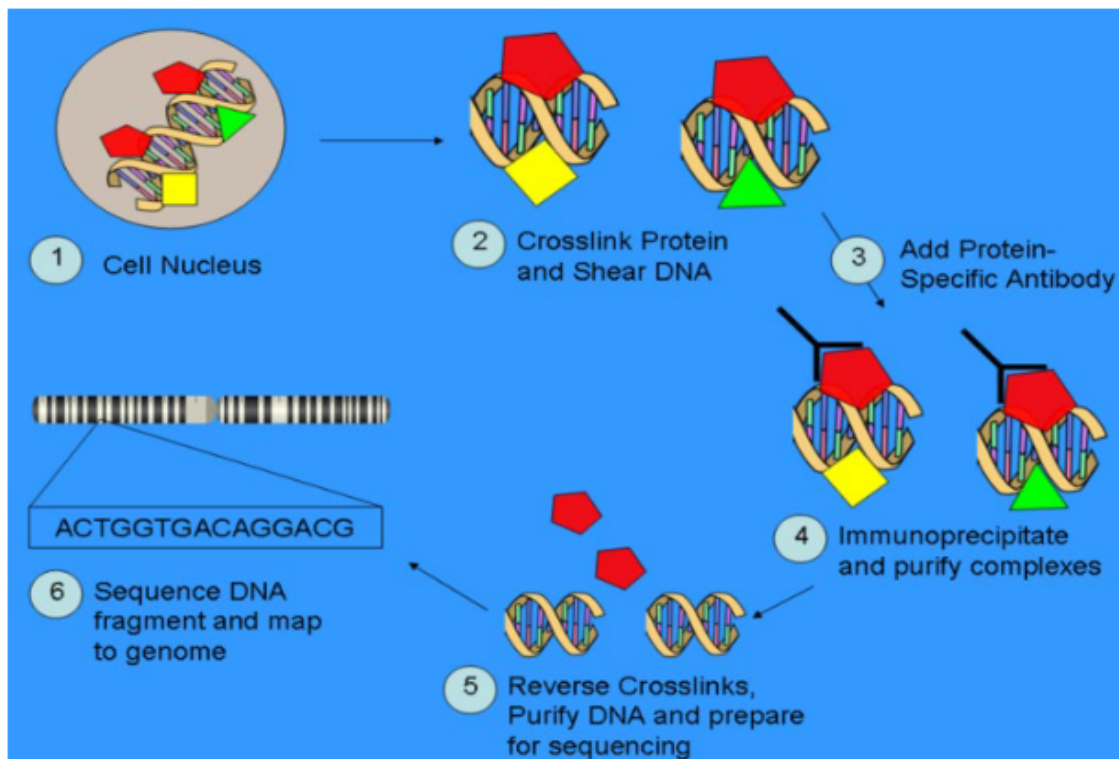 1
Cell Nucleus
2
Crosslink Protein
and Shear DNA
3
Add Protein-
Specific Antibody
4
Immunoprecipitate
and purify complexes
5
Reverse Crosslinks,
Purify DNA and prepare
for sequencing
ACTGGTGACAGGACG
6
Sequence DNA
fragment and map
to genome